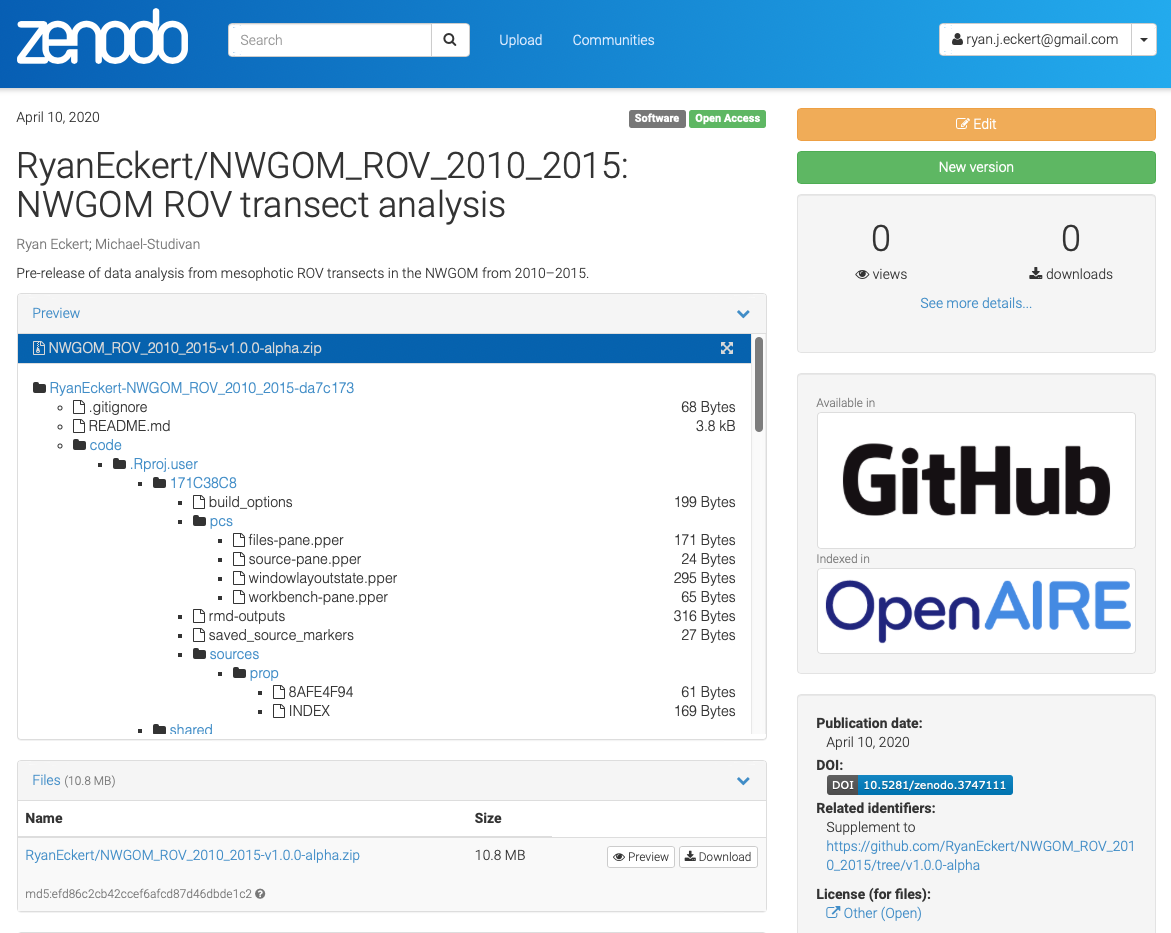 zenodo
Search
Upload
Communities
ryan.j.eckert@gmail.com
April 10, 2020
Software
Open Access
RyanEckert/NWGOM_ROV_2010_2015:
NWGOM ROV transect analysis
Ryan Eckert; Michael-Studivan
Pre-release of data analysis from mesophotic ROV transects in the NWGOM from 2010–2015.
Preview
NWGOM_ROV_2010_2015-v1.0.0-alpha.zip
RyanEckert-NWGOM_ROV_2010_2015-da7c173
.gitignore 68 Bytes
README.md 3.8 kB
code
.Rproj.user
171C38C8
build_options 199 Bytes
pcs
files-pane.pper 171 Bytes
source-pane.pper 24 Bytes
windowlayoutstate.pper 295 Bytes
workbench-pane.pper 65 Bytes
rmd-outputs 316 Bytes
saved_source_markers 27 Bytes
sources
prop
8AFE4F94 61 Bytes
INDEX 169 Bytes
shared
Files (10.8 MB)
Name Size
RyanEckert/NWGOM_ROV_2010_2015-v1.0.0-alpha.zip 10.8 MB Preview Download
md5:efd86c2cb42ccef6afcd87d46dbde1c2
Edit
New version
0 0
views downloads
See more details...
Available in
GitHub
Indexed in
OpenAIRE
Publication date:
April 10, 2020
DOI:
DOI 10.5281/zenodo.3747111
Related identifiers:
Supplement to
https://github.com/RyanEckert/NWGOM_ROV_201
0_2015/tree/v1.0.0-alpha
License (for files):
Other (Open)